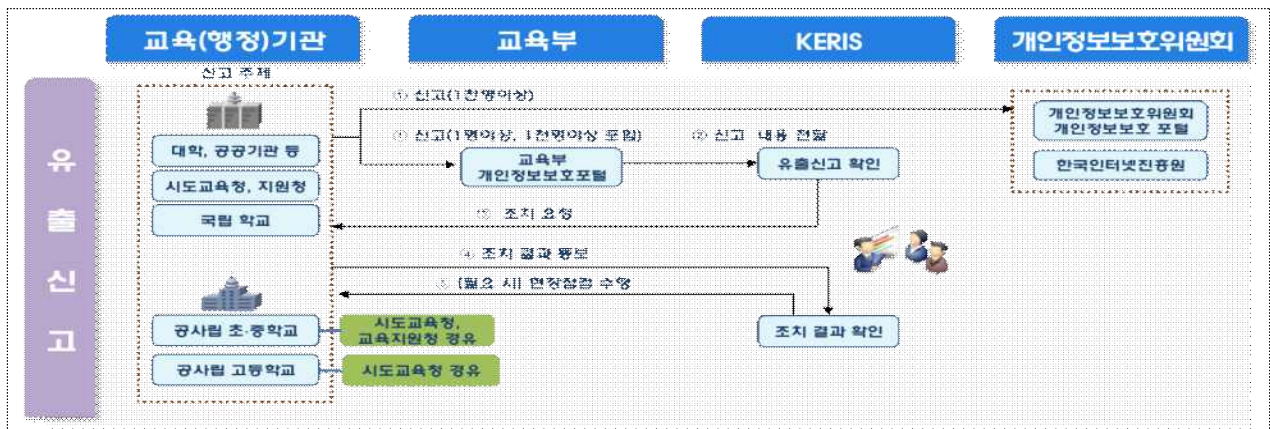 교육(행정)기관
교육부
KERIS
개인정보보호위원회
유출신고
신고 주체
① 신고(1천명이상)
① 신고(1명이상, 1천명이상 포함)
② 신고 내용 전달
대학, 공공기관 등
시도교육청, 지원청
국립 학교
교육부
개인정보보호포털
유출신고 확인
개인정보보호위원회
개인정보보호 포털
한국인터넷진흥원
③ 조치 요청
④ 조치 결과 통보
⑤ (필요 시) 현장점검 수행
공사립 초·중학교
시도교육청,
교육지원청 경유
조치 결과 확인
공사립 고등학교
시도교육청 경유